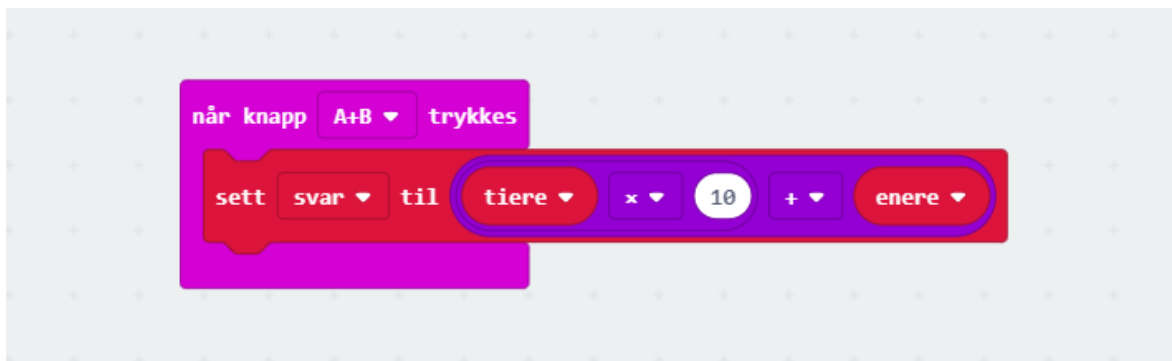 når knapp A+B trykkes
sett svar til tiere x 10 + enere